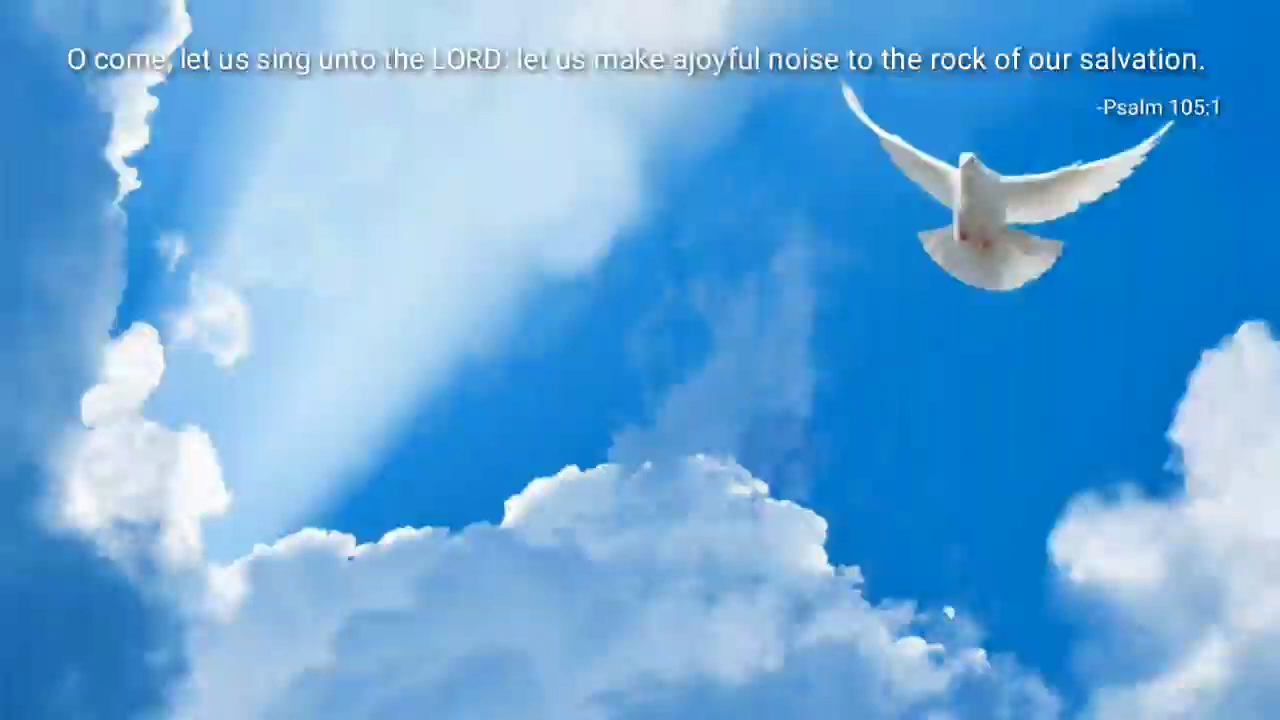 O come, let us sing unto the LORD: let us make ajoyful noise to the rock of our salvation.
-Psalm 105:1